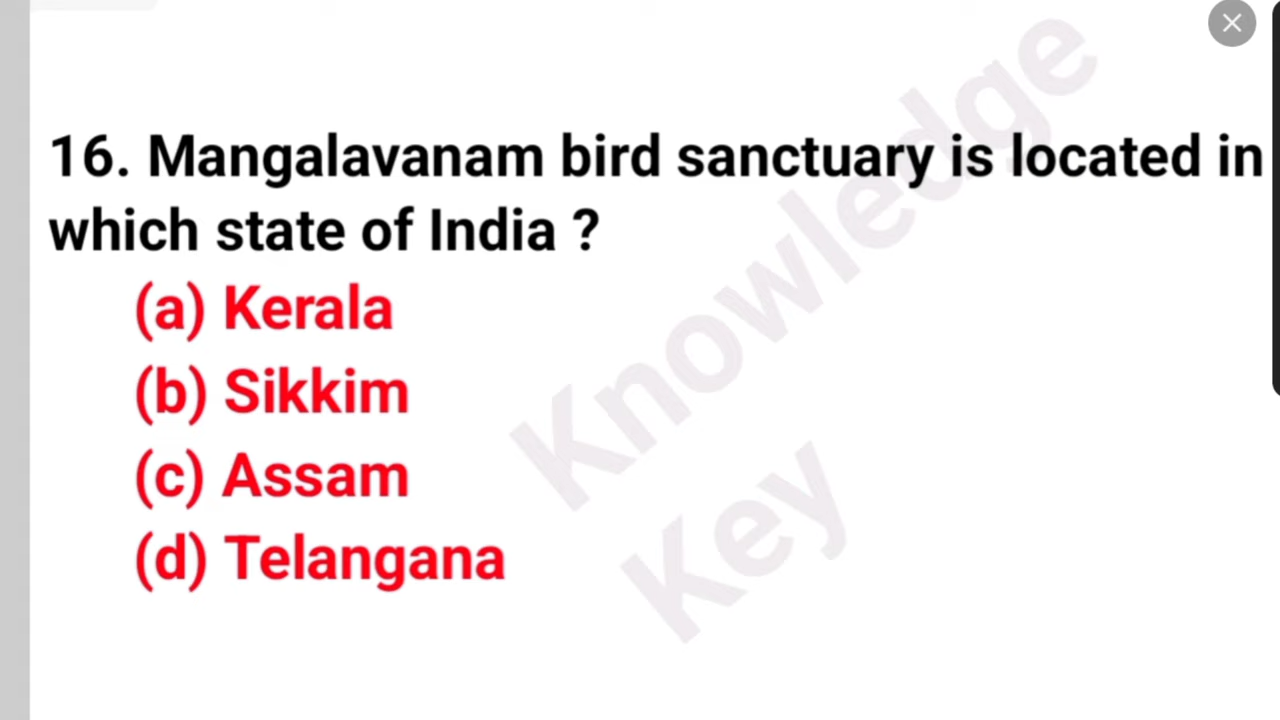 16. Mangalavanam bird sanctuary is located in
which state of India ?
(a) Kerala
(b) Sikkim
(c) Assam
(d) Telangana
Knowledge
Key